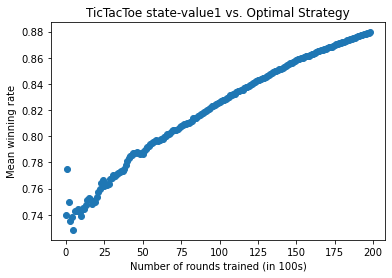 TicTacToe state-value1 vs. Optimal Strategy
Mean winning rate
0.88
0.86
0.84
0.82
0.80
0.78
0.76
0.74
0 25 50 75 100 125 150 175 200
Number of rounds trained (in 100s)